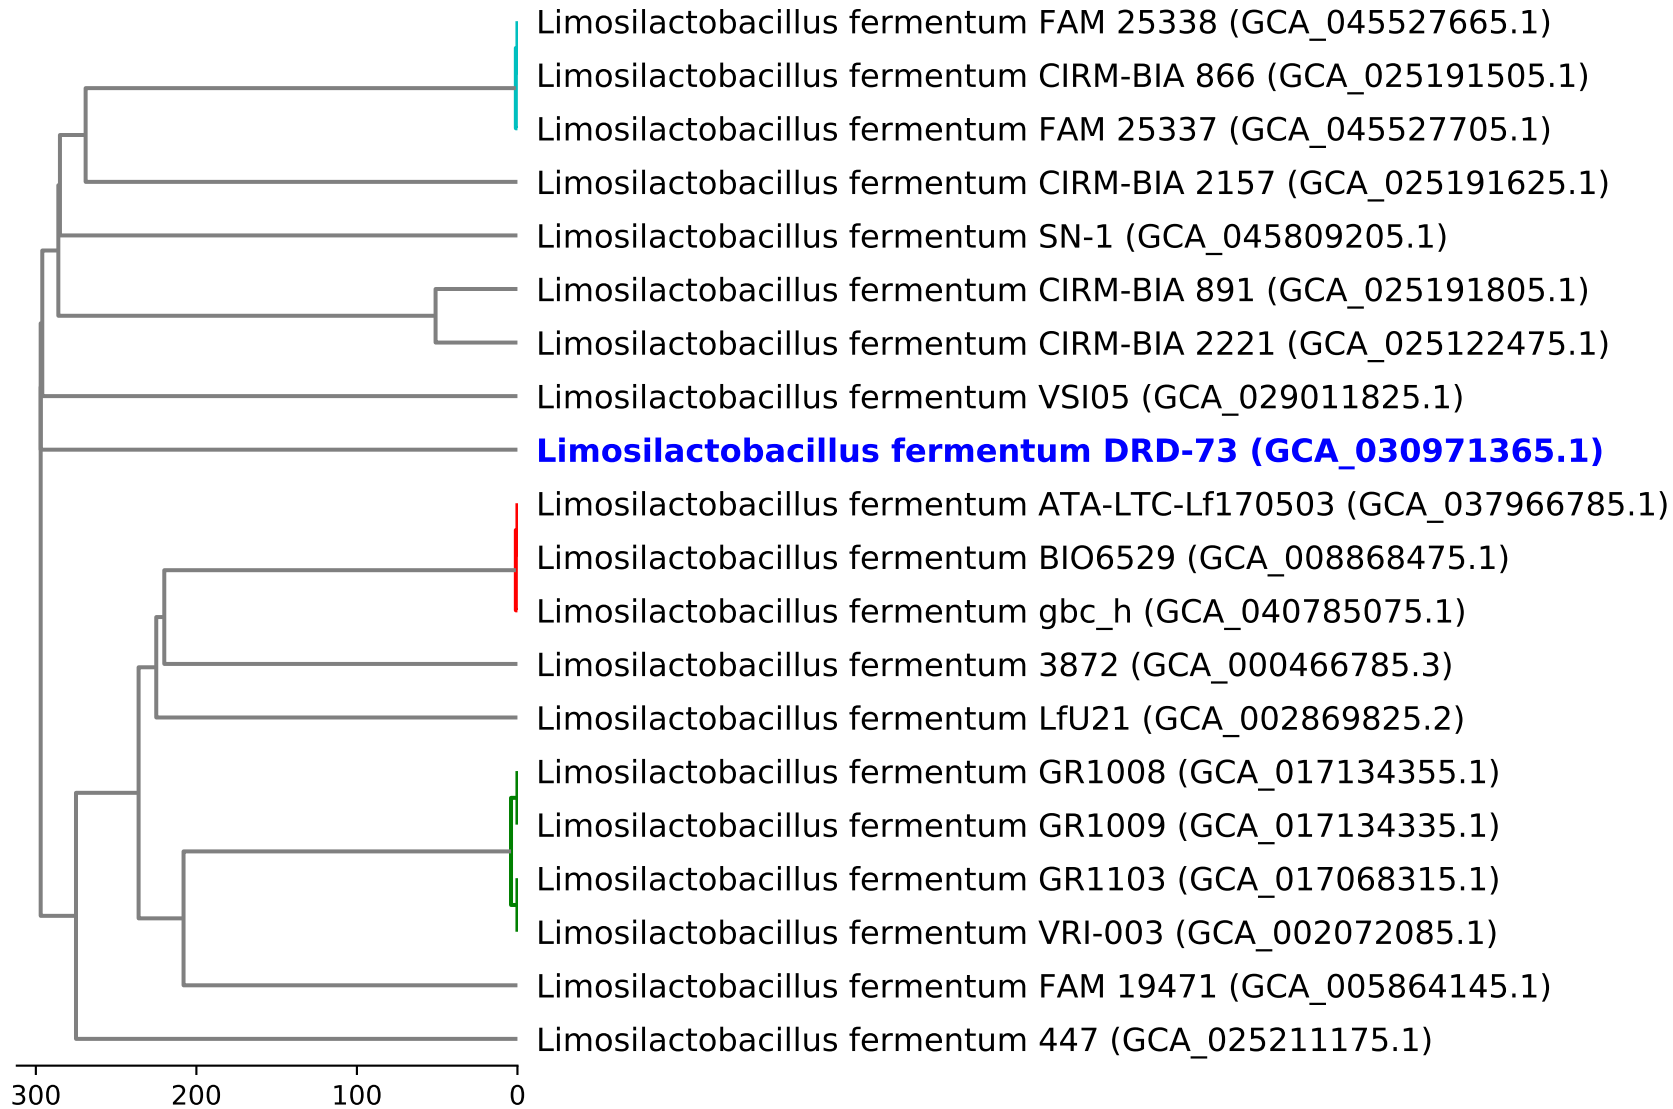 Limosilactobacillus fermentum FAM 25338 (GCA_045527665.1)
Limosilactobacillus fermentum CIRM-BIA 866 (GCA_025191505.1)
Limosilactobacillus fermentum FAM 25337 (GCA_045527705.1)
Limosilactobacillus fermentum CIRM-BIA 2157 (GCA_025191625.1)
Limosilactobacillus fermentum SN-1 (GCA_045809205.1)
Limosilactobacillus fermentum CIRM-BIA 891 (GCA_025191805.1)
Limosilactobacillus fermentum CIRM-BIA 2221 (GCA_025122475.1)
Limosilactobacillus fermentum VSI05 (GCA_029011825.1)
Limosilactobacillus fermentum DRD-73 (GCA_030971365.1)
Limosilactobacillus fermentum ATA-LTC-Lf170503 (GCA_037966785.1)
Limosilactobacillus fermentum BIO6529 (GCA_008868475.1)
Limosilactobacillus fermentum gbc_h (GCA_040785075.1)
Limosilactobacillus fermentum 3872 (GCA_000466785.3)
Limosilactobacillus fermentum LfU21 (GCA_002869825.2)
Limosilactobacillus fermentum GR1008 (GCA_017134355.1)
Limosilactobacillus fermentum GR1009 (GCA_017134335.1)
Limosilactobacillus fermentum GR1103 (GCA_017068315.1)
Limosilactobacillus fermentum VRI-003 (GCA_002072085.1)
Limosilactobacillus fermentum FAM 19471 (GCA_005864145.1)
Limosilactobacillus fermentum 447 (GCA_025211175.1)
300 200 100 0